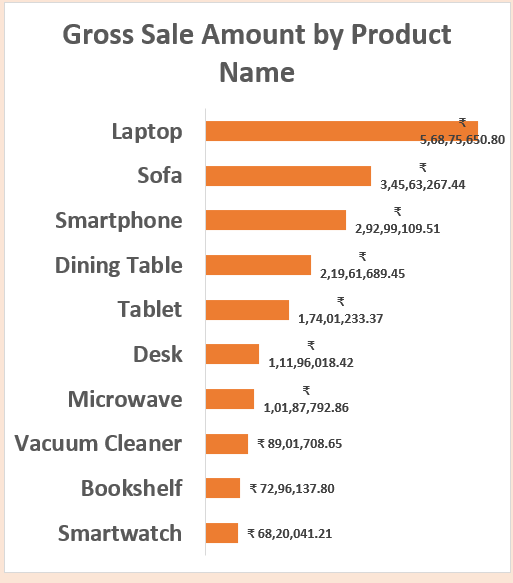 Gross Sale Amount by Product
Name
Laptop
₹
5,68,75,650.80
Sofa
₹
3,45,63,267.44
Smartphone
₹
2,92,99,109.51
Dining Table
₹
2,19,61,689.45
Tablet
₹
1,74,01,233.37
Desk
₹
1,11,96,018.42
Microwave
₹
1,01,87,792.86
Vacuum Cleaner
₹ 89,01,708.65
Bookshelf
₹ 72,96,137.80
Smartwatch
₹ 68,20,041.21